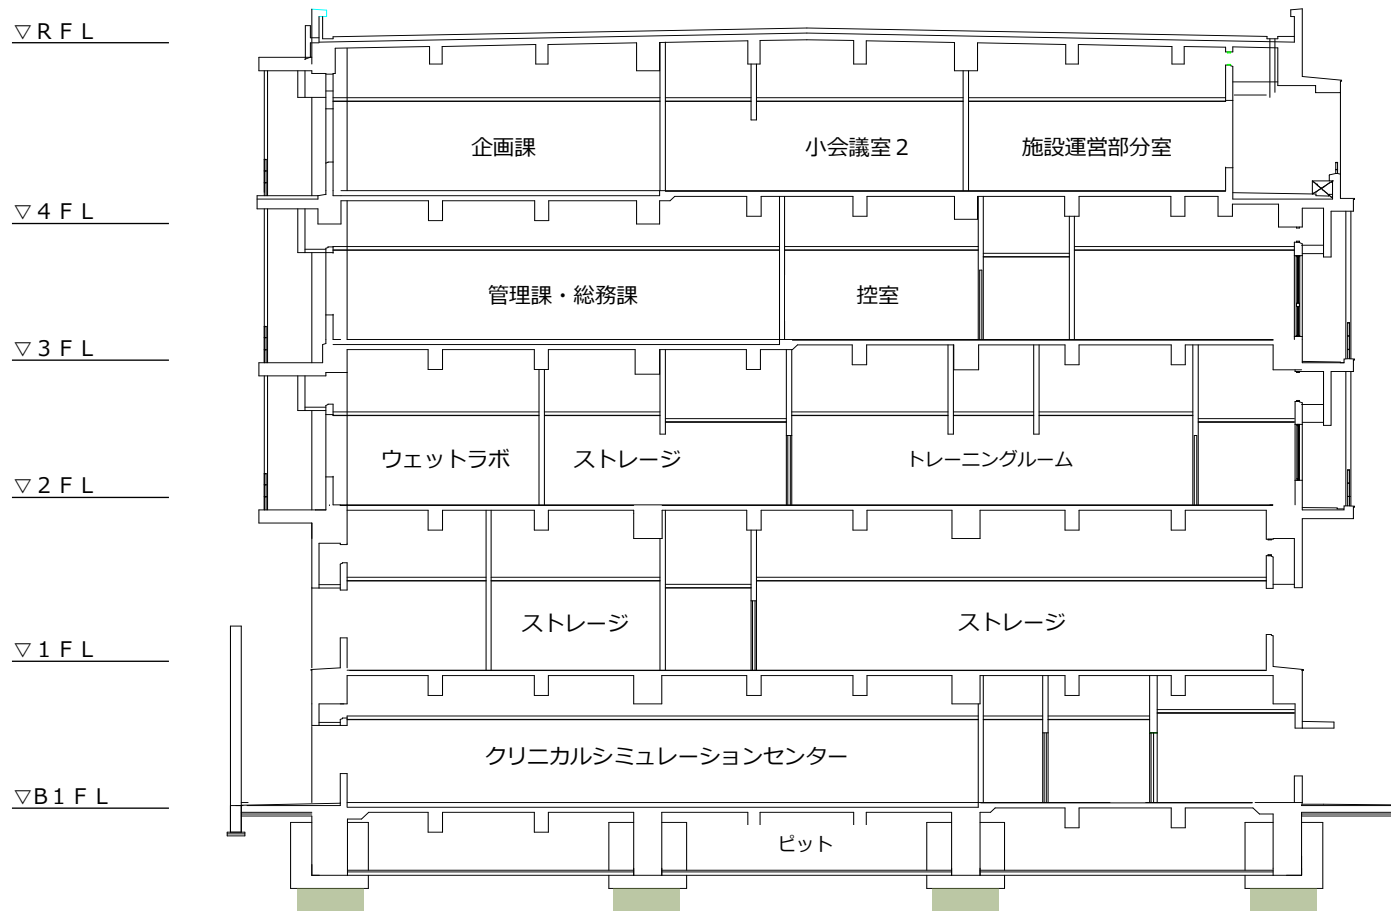 ▽ＲＦＬ
企画課
小会議室２
施設運営部分室
▽４ＦＬ
管理課・総務課
控室
▽３ＦＬ
ウェットラボ
ストレージ
トレーニングルーム
▽２ＦＬ
ストレージ
ストレージ
▽１ＦＬ
クリニカルシミュレーションセンター
▽B１ＦＬ
ピット